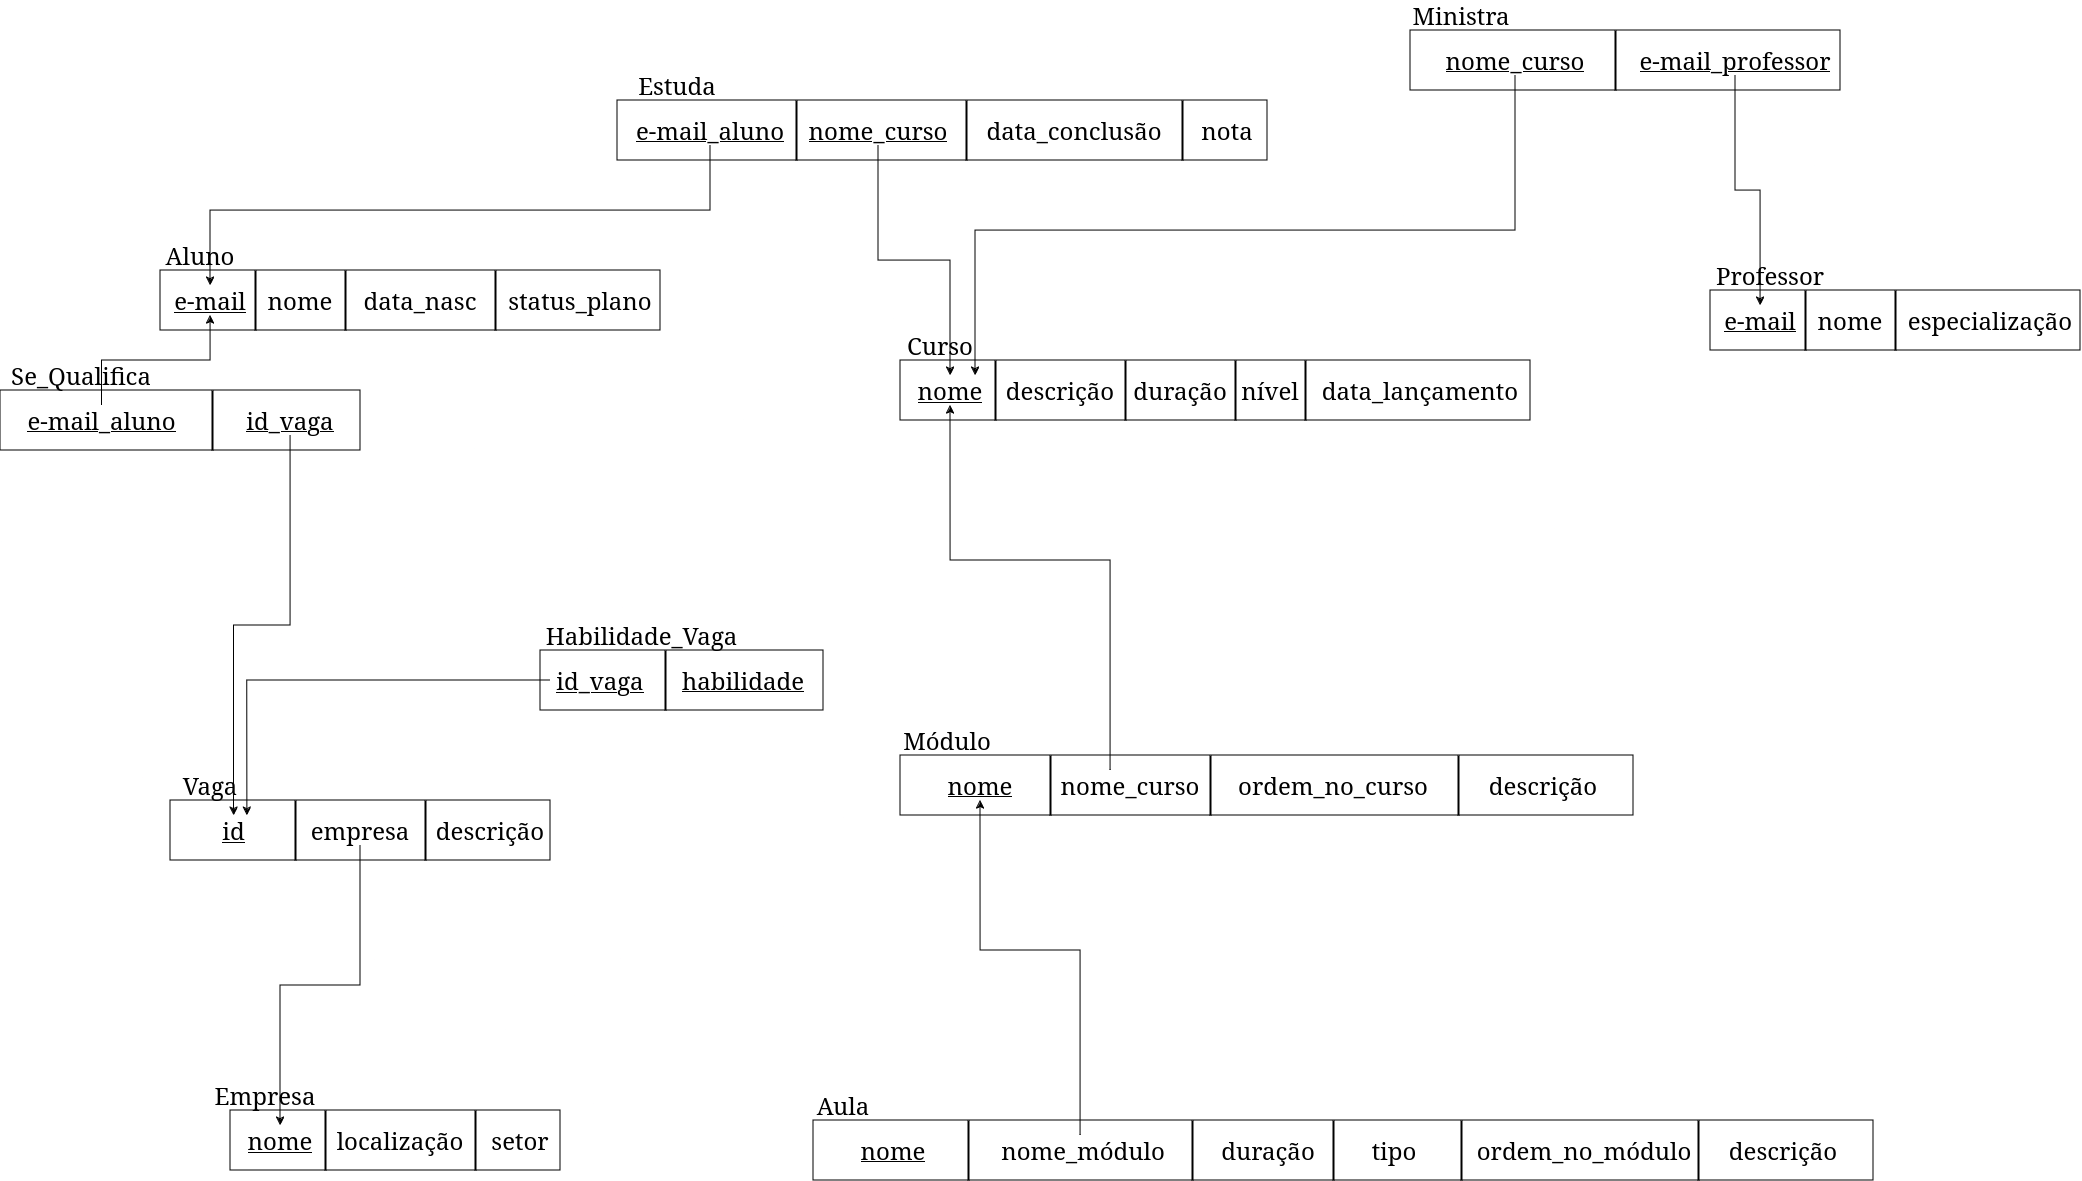 Ministra
nome_curso e-mail_professor
Estuda
e-mail_aluno nome_curso data_conclusão nota
Aluno
e-mail nome data_nasc status_plano
Professor
e-mail nome especialização
Curso
nome descrição duração nível data_lançamento
Se_Qualifica
e-mail_aluno id_vaga
Habilidade_Vaga
id_vaga habilidade
Módulo
nome nome_curso ordem_no_curso descrição
Vaga
id empresa descrição
Empresa
nome localização setor
Aula
nome nome_módulo duração tipo ordem_no_módulo descrição